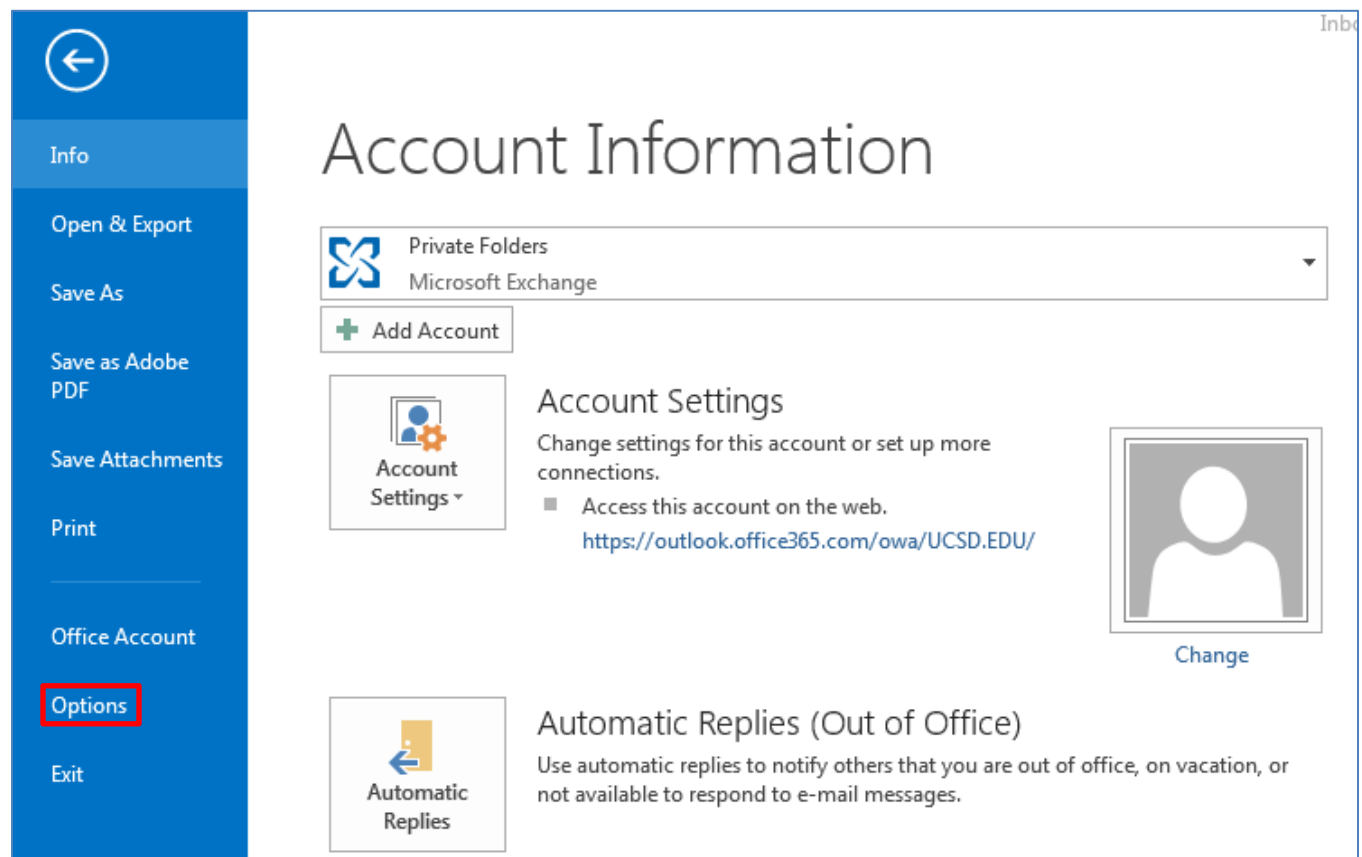 Info
Open & Export
Save As
Save as Adobe
PDF
Save Attachments
Print
Office Account
Options
Exit
Account Information
Private Folders
Microsoft Exchange
Add Account
Account
Settings
Account Settings
Change settings for this account or set up more
connections.
Access this account on the web.
https://outlook.office365.com/owa/UCSD.EDU/
Change
Automatic
Replies
Automatic Replies (Out of Office)
Use automatic replies to notify others that you are out of office, on vacation, or
not available to respond to e-mail messages.